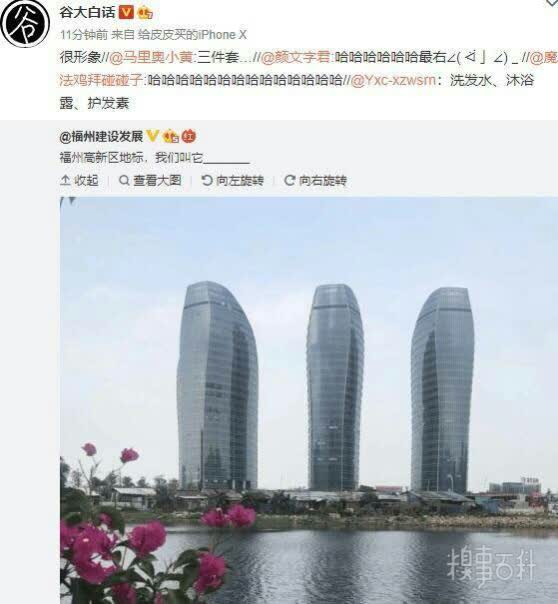 谷大白话
11分钟前 来自 给皮皮买的iPhone X
很形象//@马里奥小黄:三件套...//@颜文字君:哈哈哈哈哈哈最右∠( ᐛ 」∠)＿//@魔
法鸡拜碰碰子:哈哈哈哈哈哈哈哈哈哈哈哈哈哈//@Yxc-xzwsm：洗发水、沐浴
露、护发素
@福州建设发展
福州高新区地标，我们叫它________
收起 查看大图 向左旋转 向右旋转
糗事百科